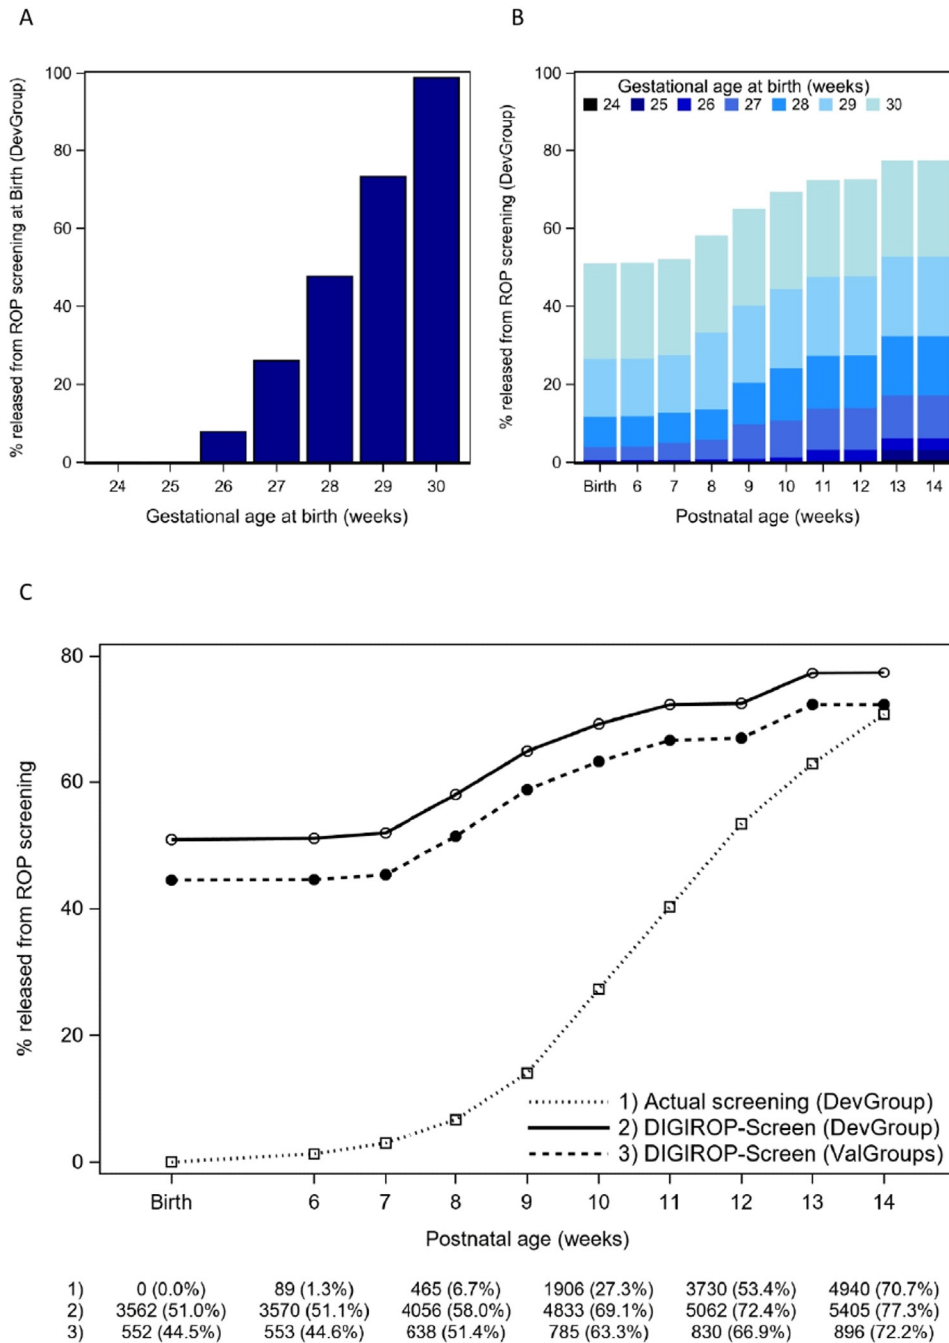 A
% released from ROP screening at Birth (DevGroup)
100
80
60
40
20
0
24 25 26 27 28 29 30
Gestational age at birth (weeks)
B
% released from ROP screening (DevGroup)
100
80
60
40
20
0
Gestational age at birth (weeks)
24 25 26 27 28 29 30
Birth 6 7 8 9 10 11 12 13 14
Postnatal age (weeks)
C
% released from ROP screening
80
60
40
20
0
1) Actual screening (DevGroup)
2) DIGIROP-Screen (DevGroup)
3) DIGIROP-Screen (ValGroups)
Birth 6 7 8 9 10 11 12 13 14
Postnatal age (weeks)
1) 0 (0.0%) 89 (1.3%) 465 (6.7%) 1906 (27.3%) 3730 (53.4%) 4940 (70.7%)
2) 3562 (51.0%) 3570 (51.1%) 4056 (58.0%) 4833 (69.1%) 5062 (72.4%) 5405 (77.3%)
3) 552 (44.5%) 553 (44.6%) 638 (51.4%) 785 (63.3%) 830 (66.9%) 896 (72.2%)